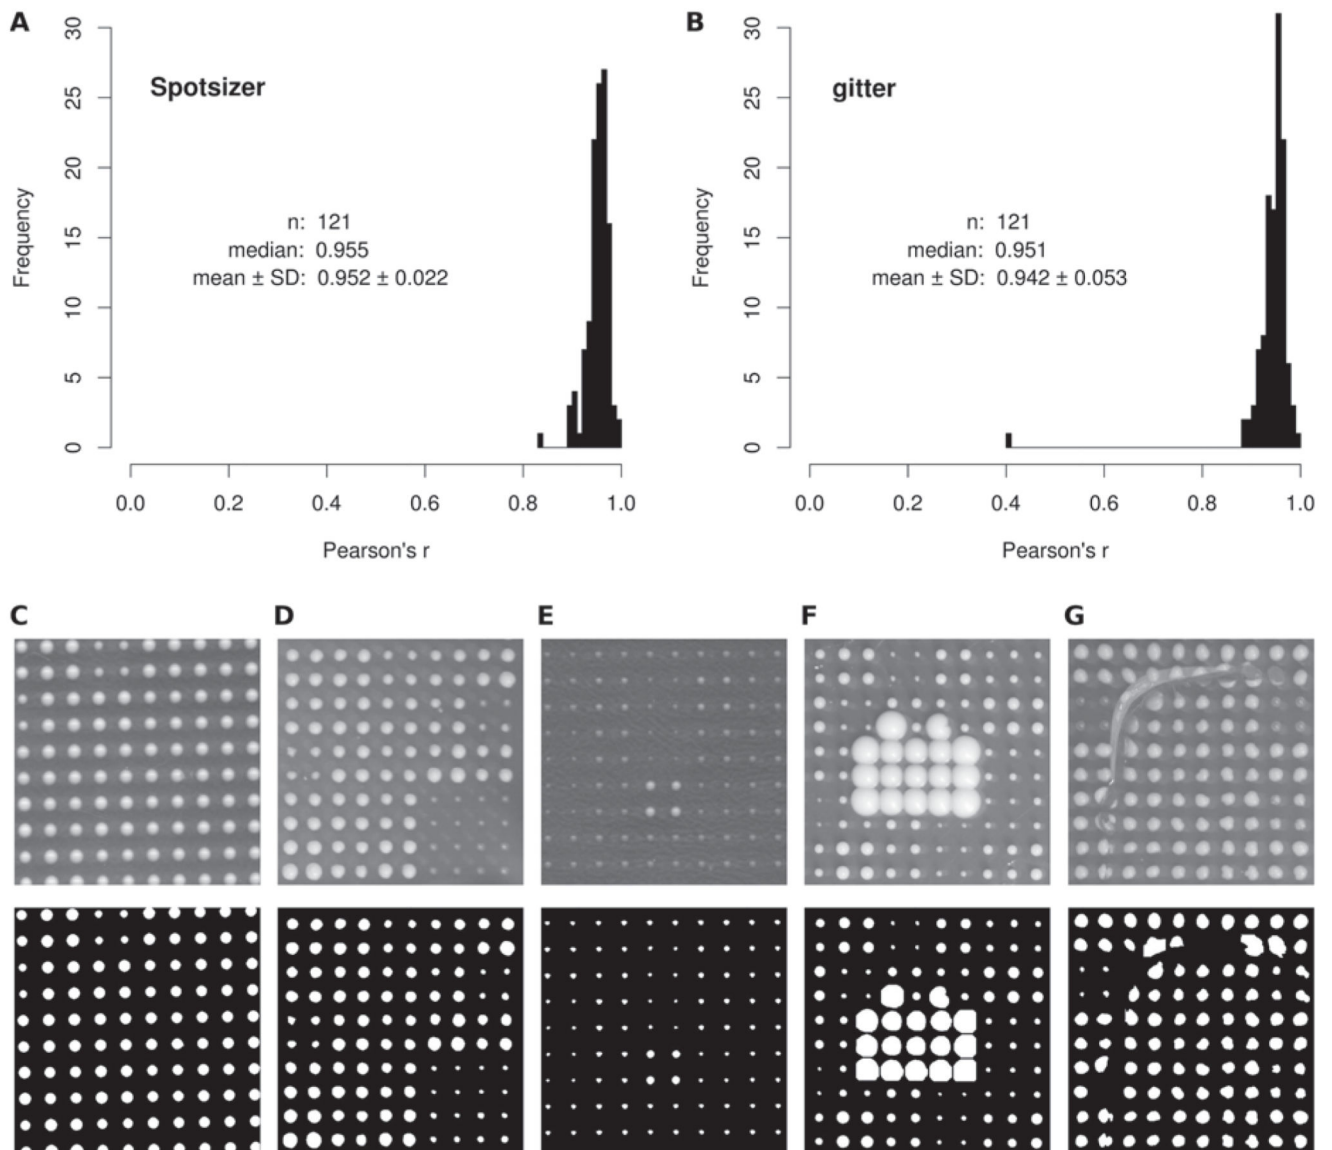 A
B
30
25
20
15
10
5
0
Frequency
Spotsizer
n: 121
median: 0.955
mean ± SD: 0.952 ± 0.022
0.0 0.2 0.4 0.6 0.8 1.0
Pearson's r
30
25
20
15
10
5
0
Frequency
gitter
n: 121
median: 0.951
mean ± SD: 0.942 ± 0.053
0.0 0.2 0.4 0.6 0.8 1.0
Pearson's r
C
D
E
F
G